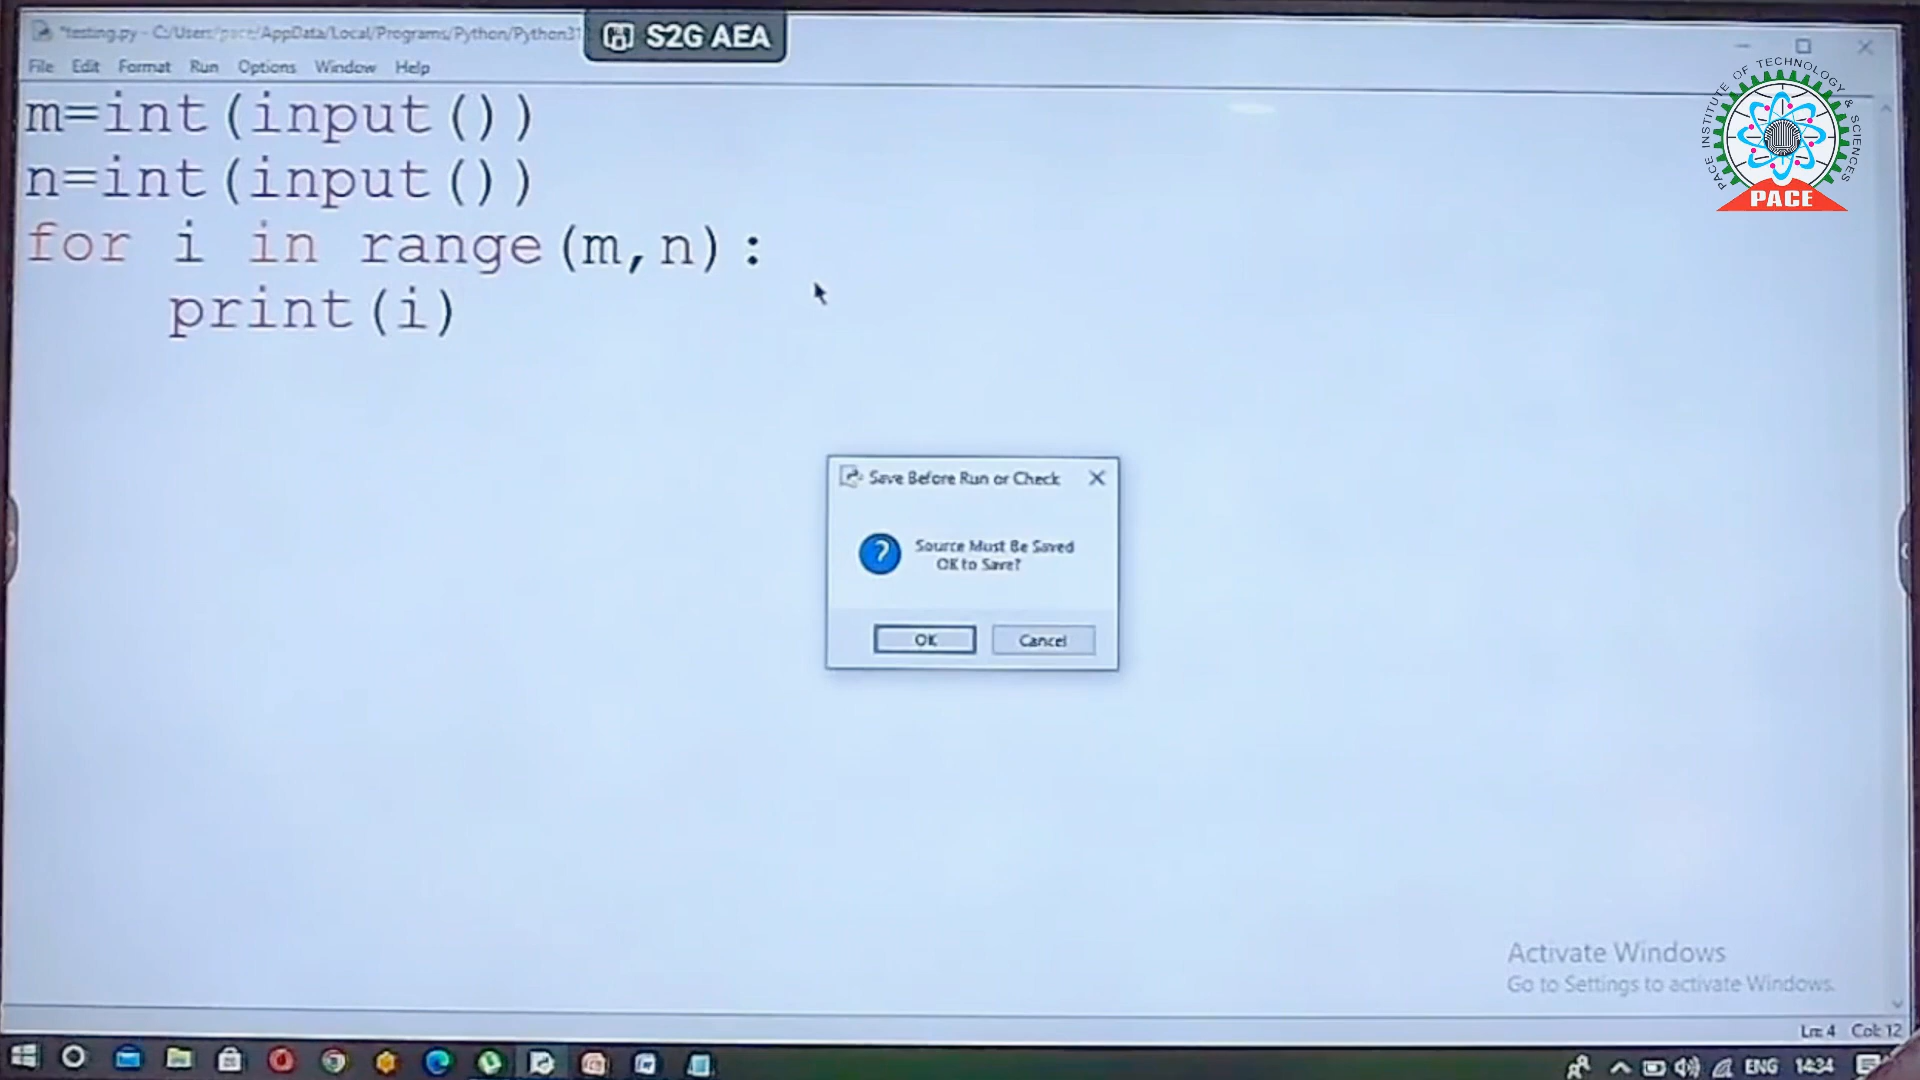 *testing.py - C:/Users/pace/AppData/Local/Programs/Python/Python31
S2G AEA
File Edit Format Run Options Window Help
m=int(input())
n=int(input())
for i in range(m,n):
    print(i)
PACE INSTITUTE OF TECHNOLOGY & SCIENCES
PACE
Save Before Run or Check
Source Must Be Saved
OK to Save?
OK Cancel
Activate Windows
Go to Settings to activate Windows.
Ln: 4 Col: 12
ENG 14:34